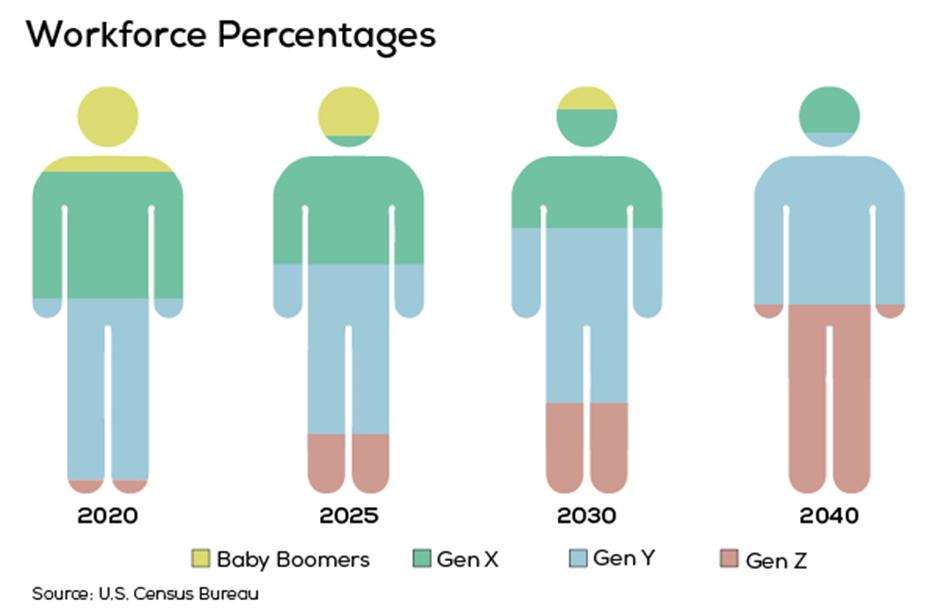 Workforce Percentages
2020 2025 2030 2040
Baby Boomers Gen X Gen Y Gen Z
Source: U.S. Census Bureau